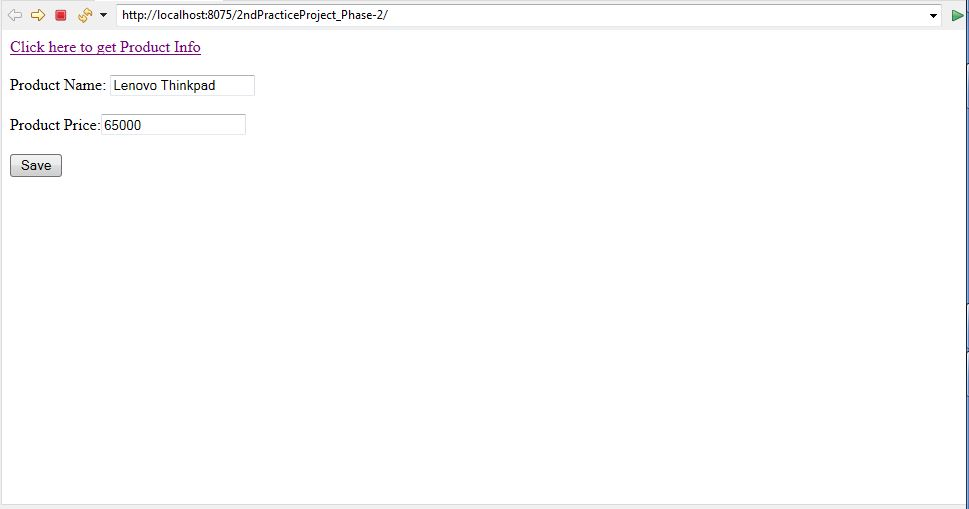 http://localhost:8075/2ndPracticeProject_Phase-2/
Click here to get Product Info
Product Name: Lenovo Thinkpad
Product Price: 65000
Save